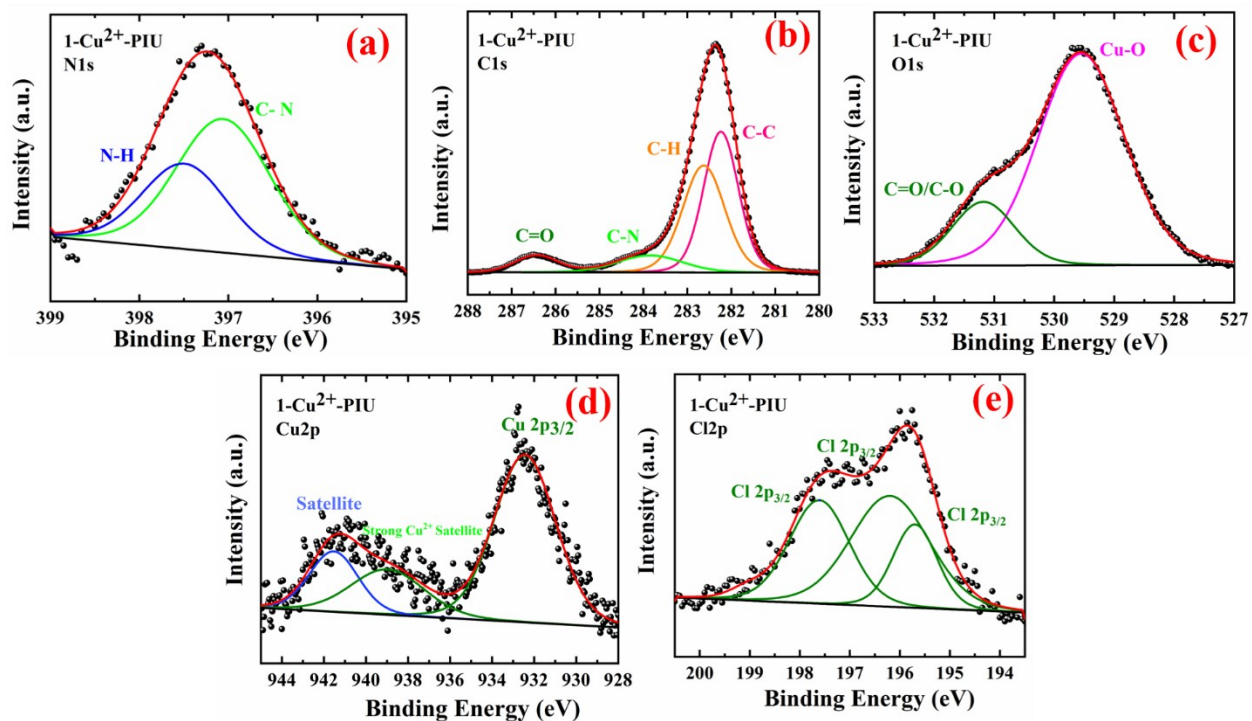 1-Cu²⁺-PIU
N1s
(a)
C- N
N-H
Intensity (a.u.)
399 398 397 396 395
Binding Energy (eV)
1-Cu²⁺-PIU
C1s
(b)
C-C
C-H
C=O
C-N
Intensity (a.u.)
288 287 286 285 284 283 282 281 280
Binding Energy (eV)
1-Cu²⁺-PIU
O1s
(c)
Cu-O
C=O/C-O
Intensity (a.u.)
533 532 531 530 529 528 527
Binding Energy (eV)
1-Cu²⁺-PIU
Cu2p
(d)
Cu 2p3/2
Satellite
Strong Cu²⁺ Satellite
Intensity (a.u.)
944 942 940 938 936 934 932 930 928
Binding Energy (eV)
1-Cu²⁺-PIU
Cl2p
(e)
Cl 2p3/2
Cl 2p3/2
Cl 2p3/2
Intensity (a.u.)
200 199 198 197 196 195 194
Binding Energy (eV)